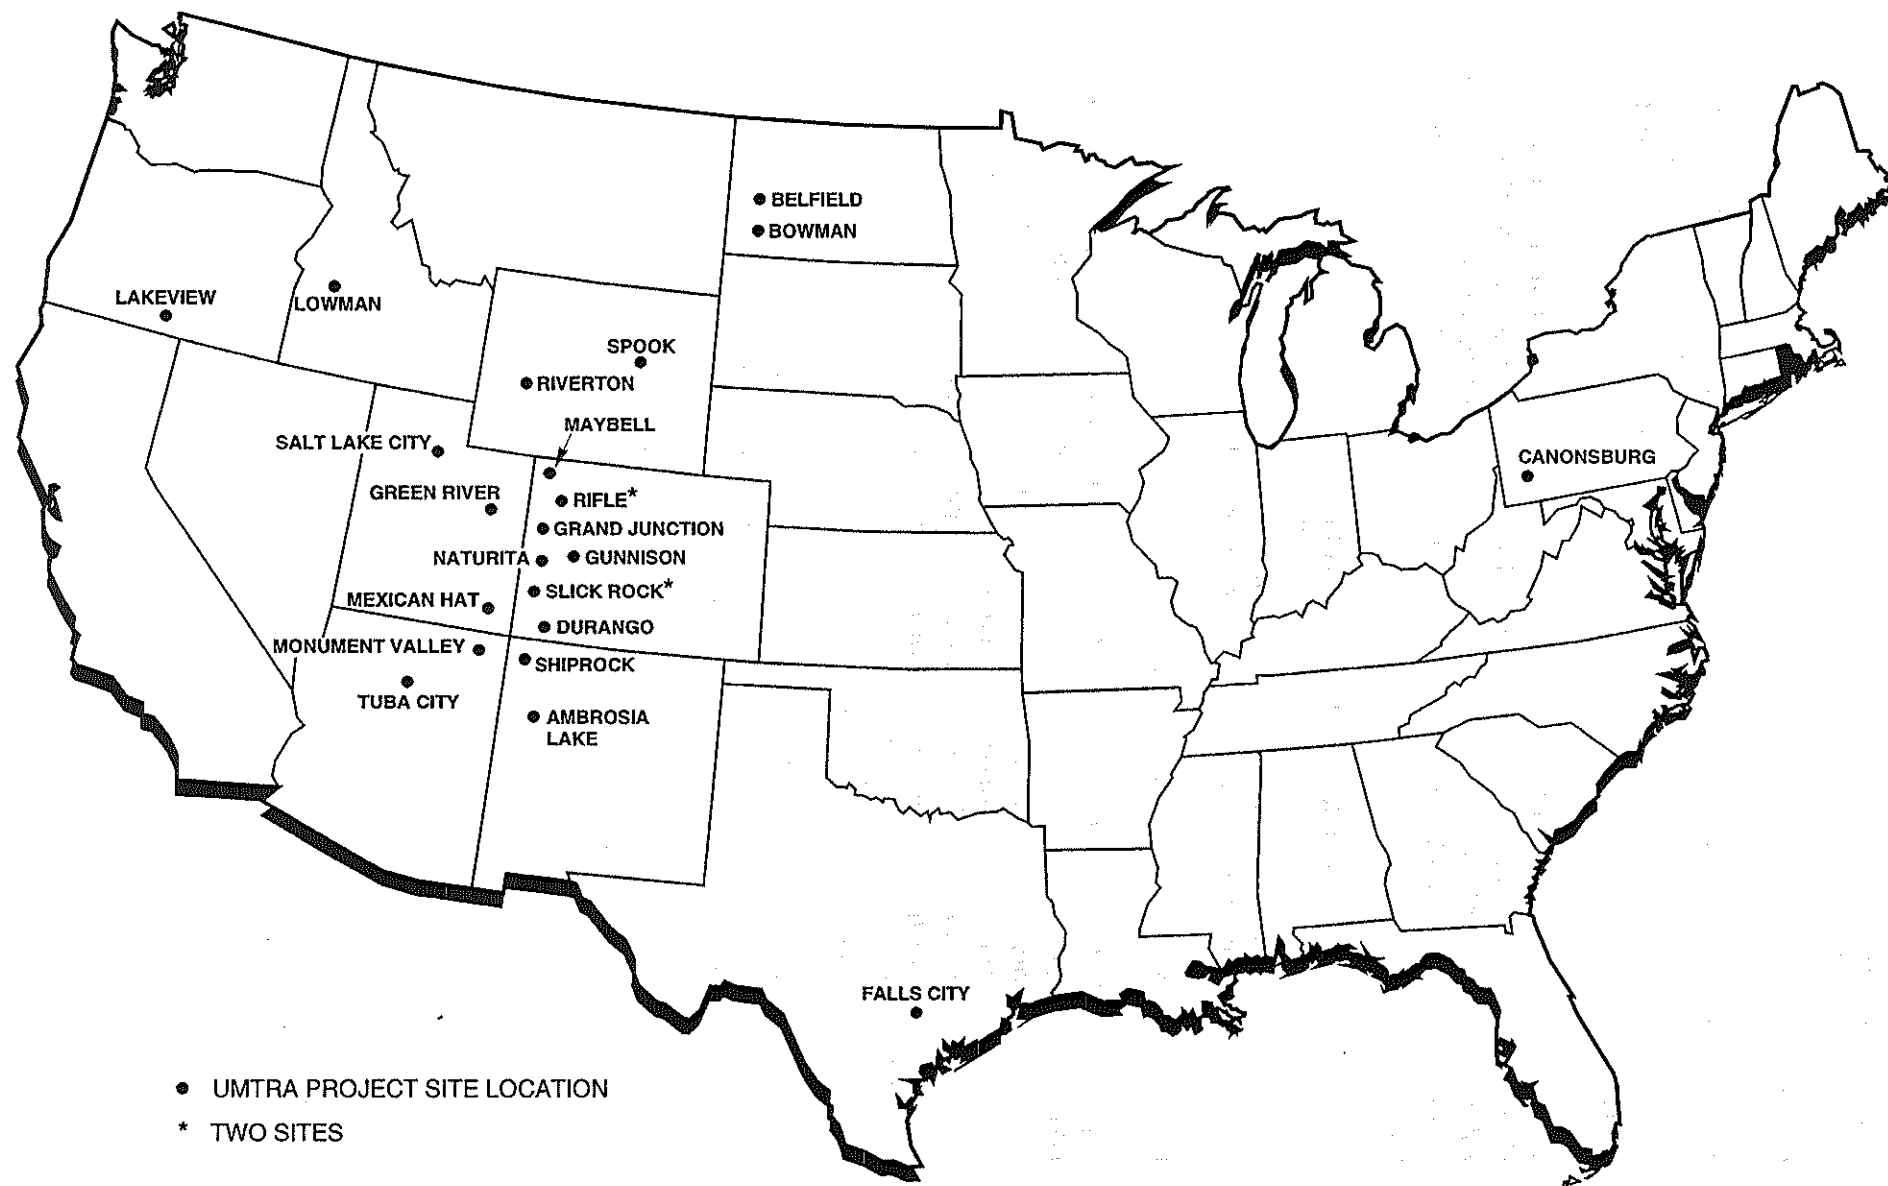 BELFIELD
BOWMAN
LAKEVIEW
LOWMAN
SPOOK
RIVERTON
MAYBELL
SALT LAKE CITY
CANONSBURG
GREEN RIVER
RIFLE*
GRAND JUNCTION
NATURITA
GUNNISON
SLICK ROCK*
MEXICAN HAT
DURANGO
MONUMENT VALLEY
SHIPROCK
TUBA CITY
AMBROSIA
LAKE
FALLS CITY
● UMTRA PROJECT SITE LOCATION
* TWO SITES